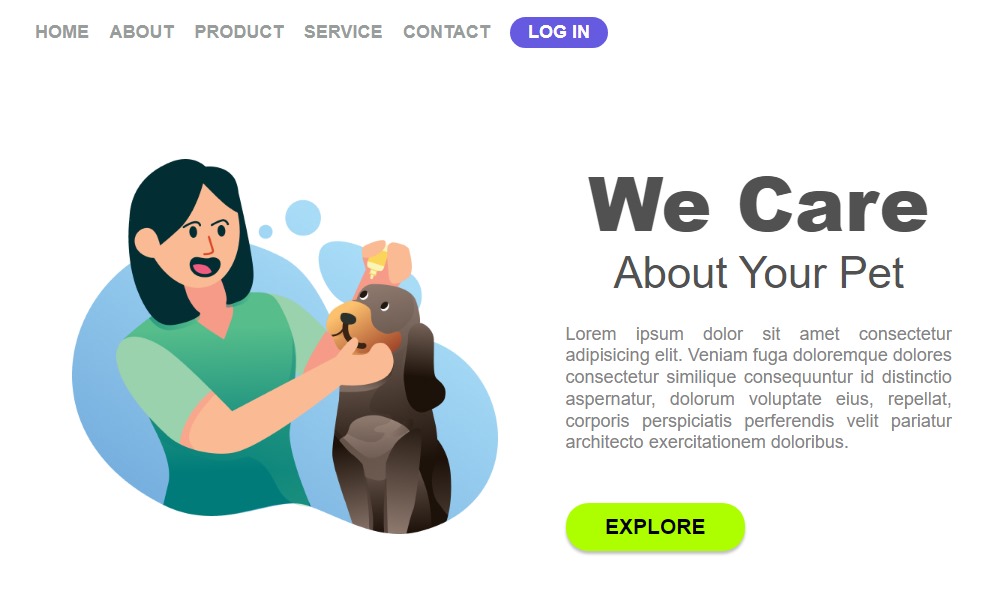 HOME ABOUT PRODUCT SERVICE CONTACT LOG IN
We Care
About Your Pet
Lorem ipsum dolor sit amet consectetur
adipisicing elit. Veniam fuga doloremque dolores
consectetur similique consequuntur id distinctio
aspernatur, dolorum voluptate eius, repellat,
corporis perspiciatis perferendis velit pariatur
architecto exercitationem doloribus.
EXPLORE